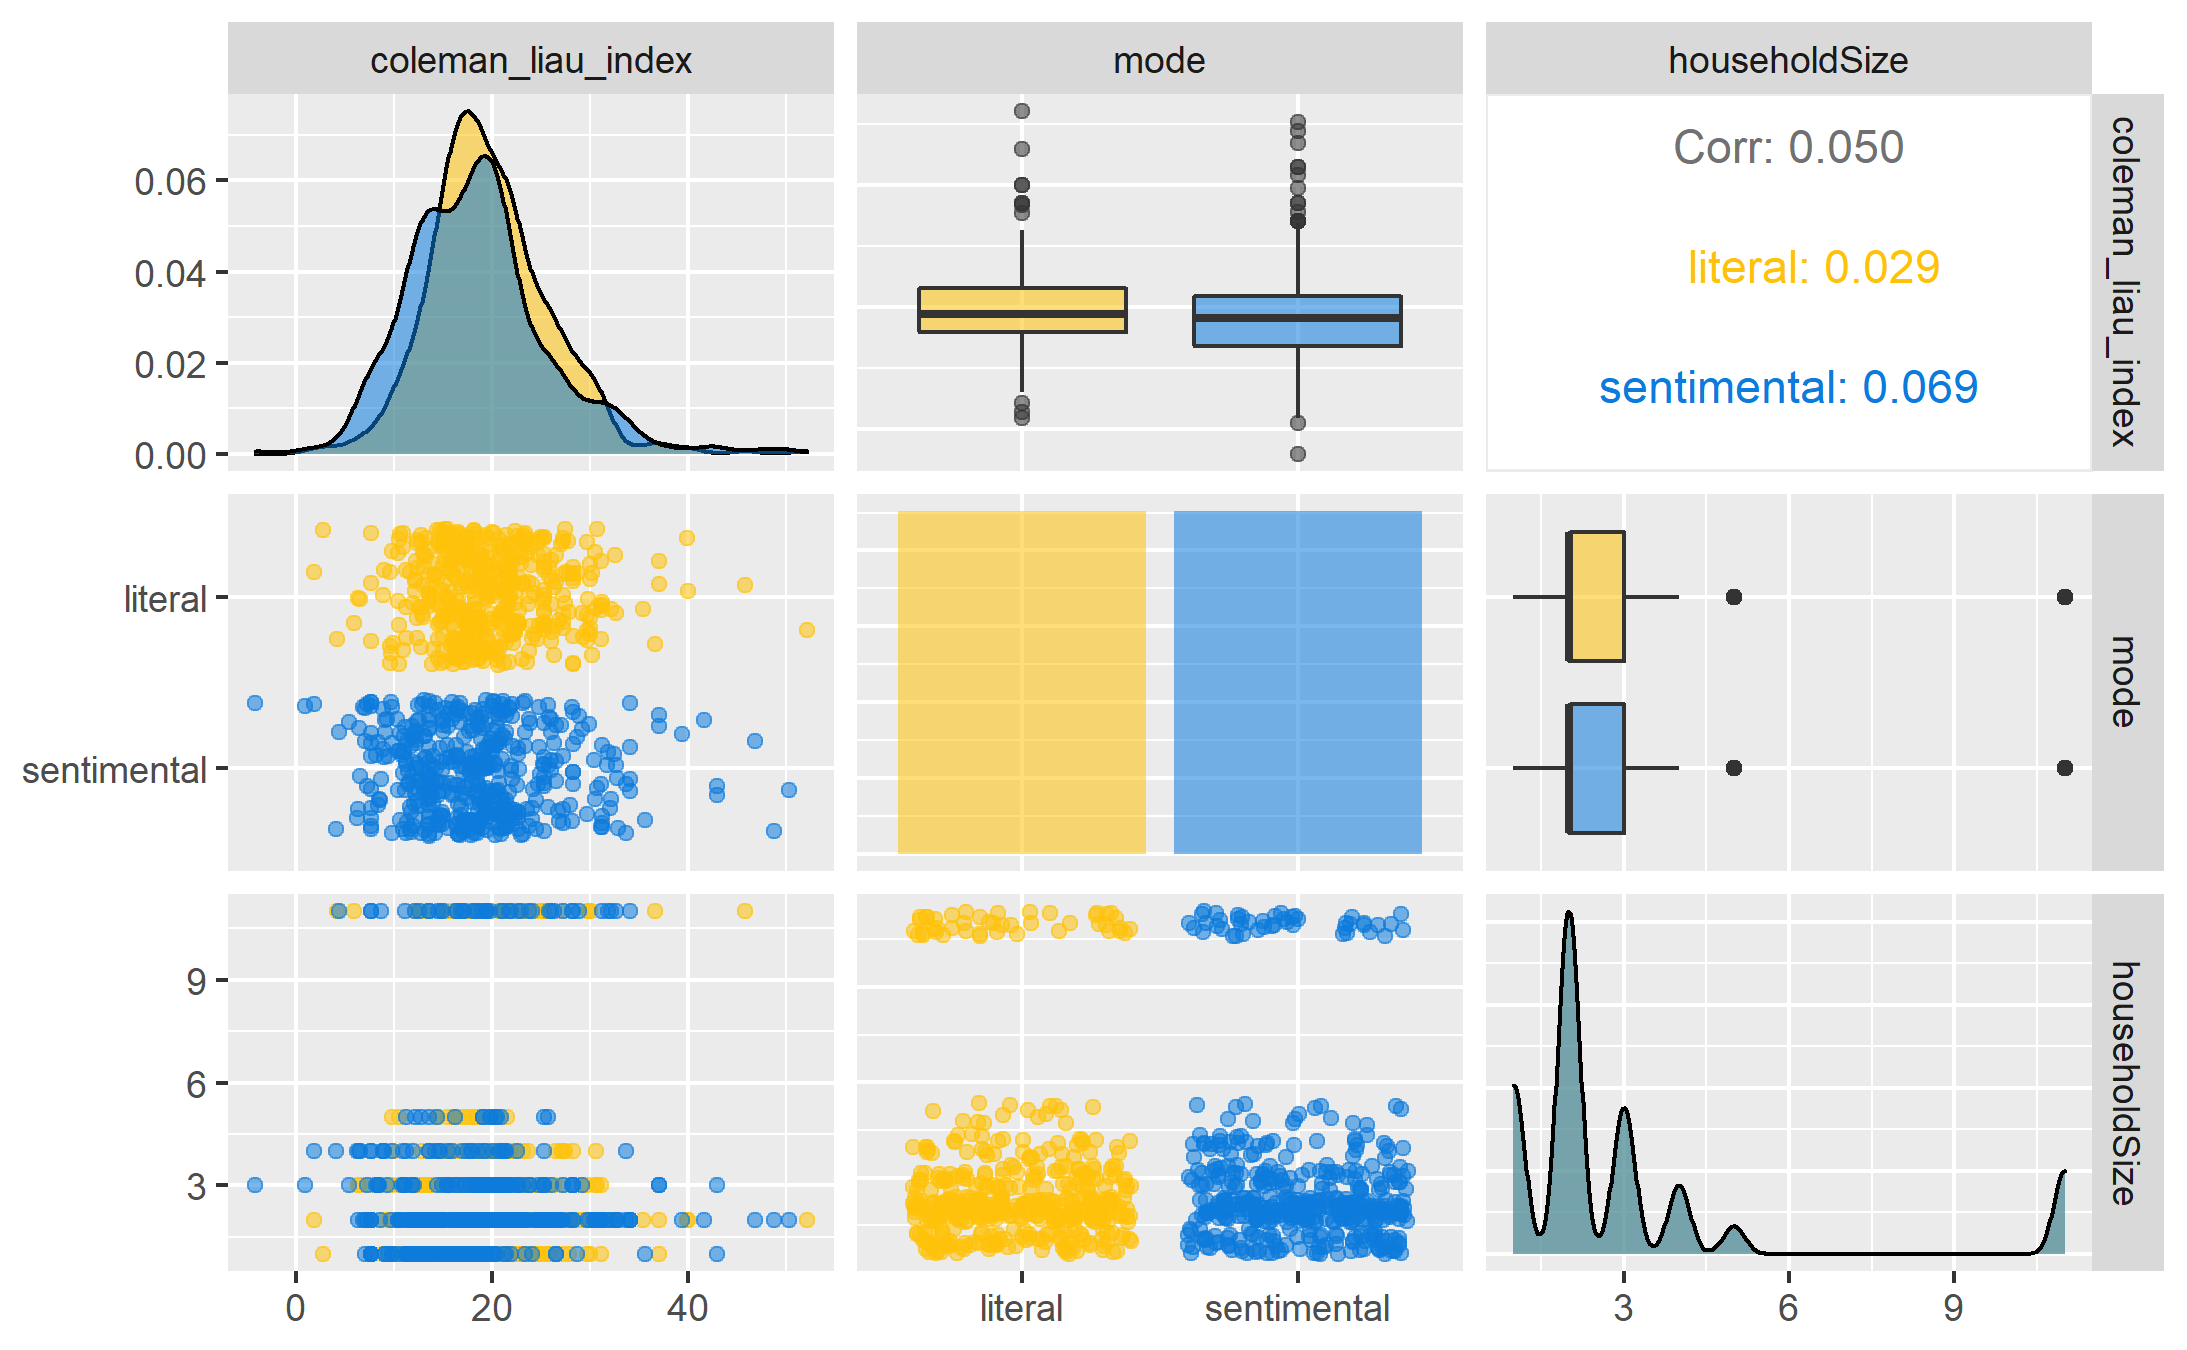 coleman_liau_index
mode
householdSize
0.06
0.04
0.02
0.00
Corr: 0.050
literal: 0.029
sentimental: 0.069
coleman_liau_index
literal
sentimental
mode
9
6
3
householdSize
0
20
40
literal
sentimental
3
6
9